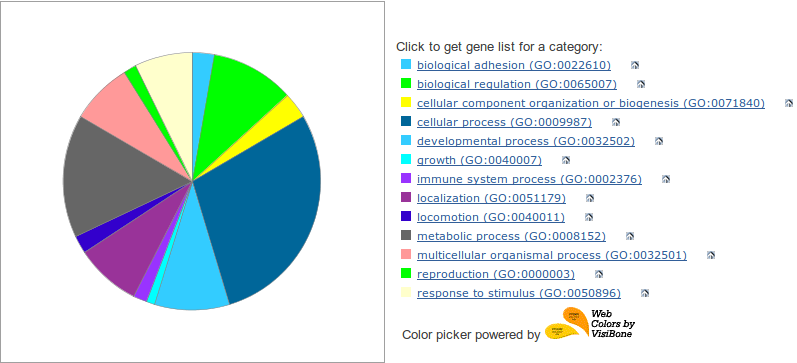 Click to get gene list for a category:
biological adhesion (GO:0022610)
biological regulation (GO:0065007)
cellular component organization or biogenesis (GO:0071840)
cellular process (GO:0009987)
developmental process (GO:0032502)
growth (GO:0040007)
immune system process (GO:0002376)
localization (GO:0051179)
locomotion (GO:0040011)
metabolic process (GO:0008152)
multicellular organismal process (GO:0032501)
reproduction (GO:0000003)
response to stimulus (GO:0050896)
Color picker powered by
Web
Colors by
VisiBone